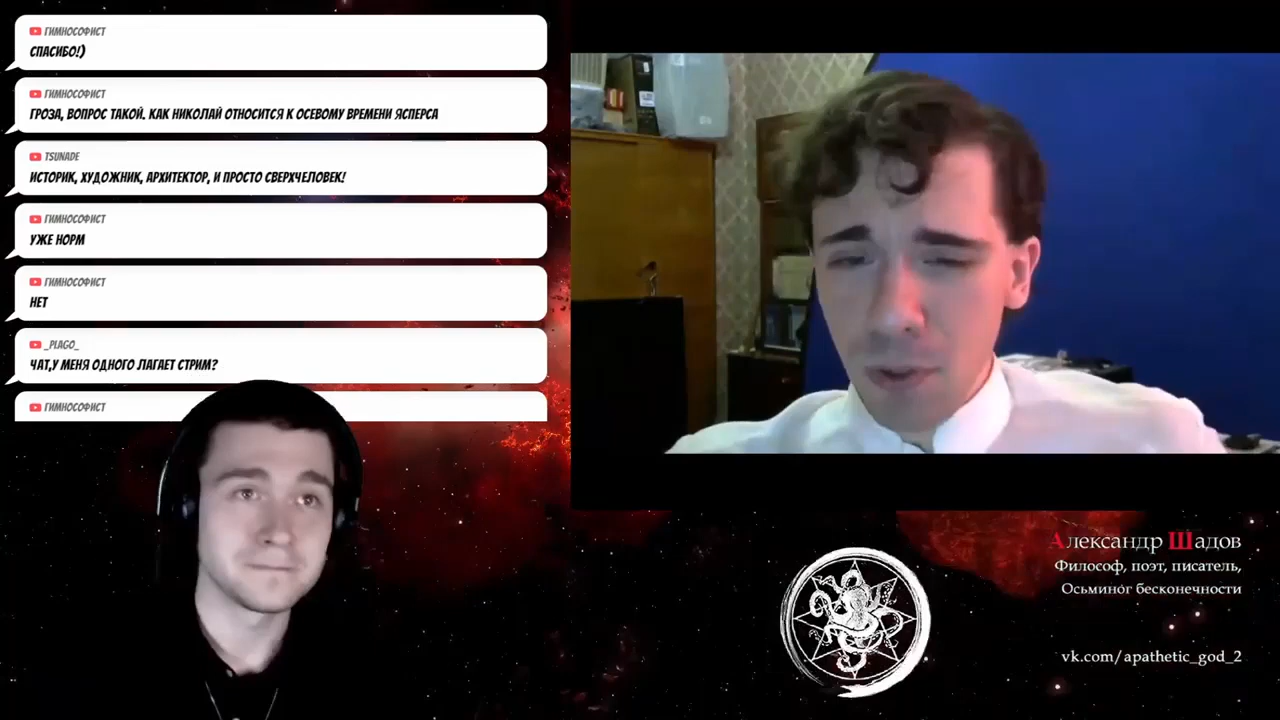 ГИМНОСОФИСТ
СПАСИБО!)
ГИМНОСОФИСТ
ГРОЗА, ВОПРОС ТАКОЙ. КАК НИКОЛАЙ ОТНОСИТСЯ К ОСЕВОМУ ВРЕМЕНИ ЯСПЕРСА
TSUNADE
ИСТОРИК, ХУДОЖНИК, АРХИТЕКТОР, И ПРОСТО СВЕРХЧЕЛОВЕК!
ГИМНОСОФИСТ
УЖЕ НОРМ
ГИМНОСОФИСТ
НЕТ
_PLAGO_
ЧАТ,У МЕНЯ ОДНОГО ЛАГАЕТ СТРИМ?
ГИМНОСОФИСТ
Александр Шадов
Философ, поэт, писатель,
Осьминóг бесконечности
vk.com/apathetic_god_2